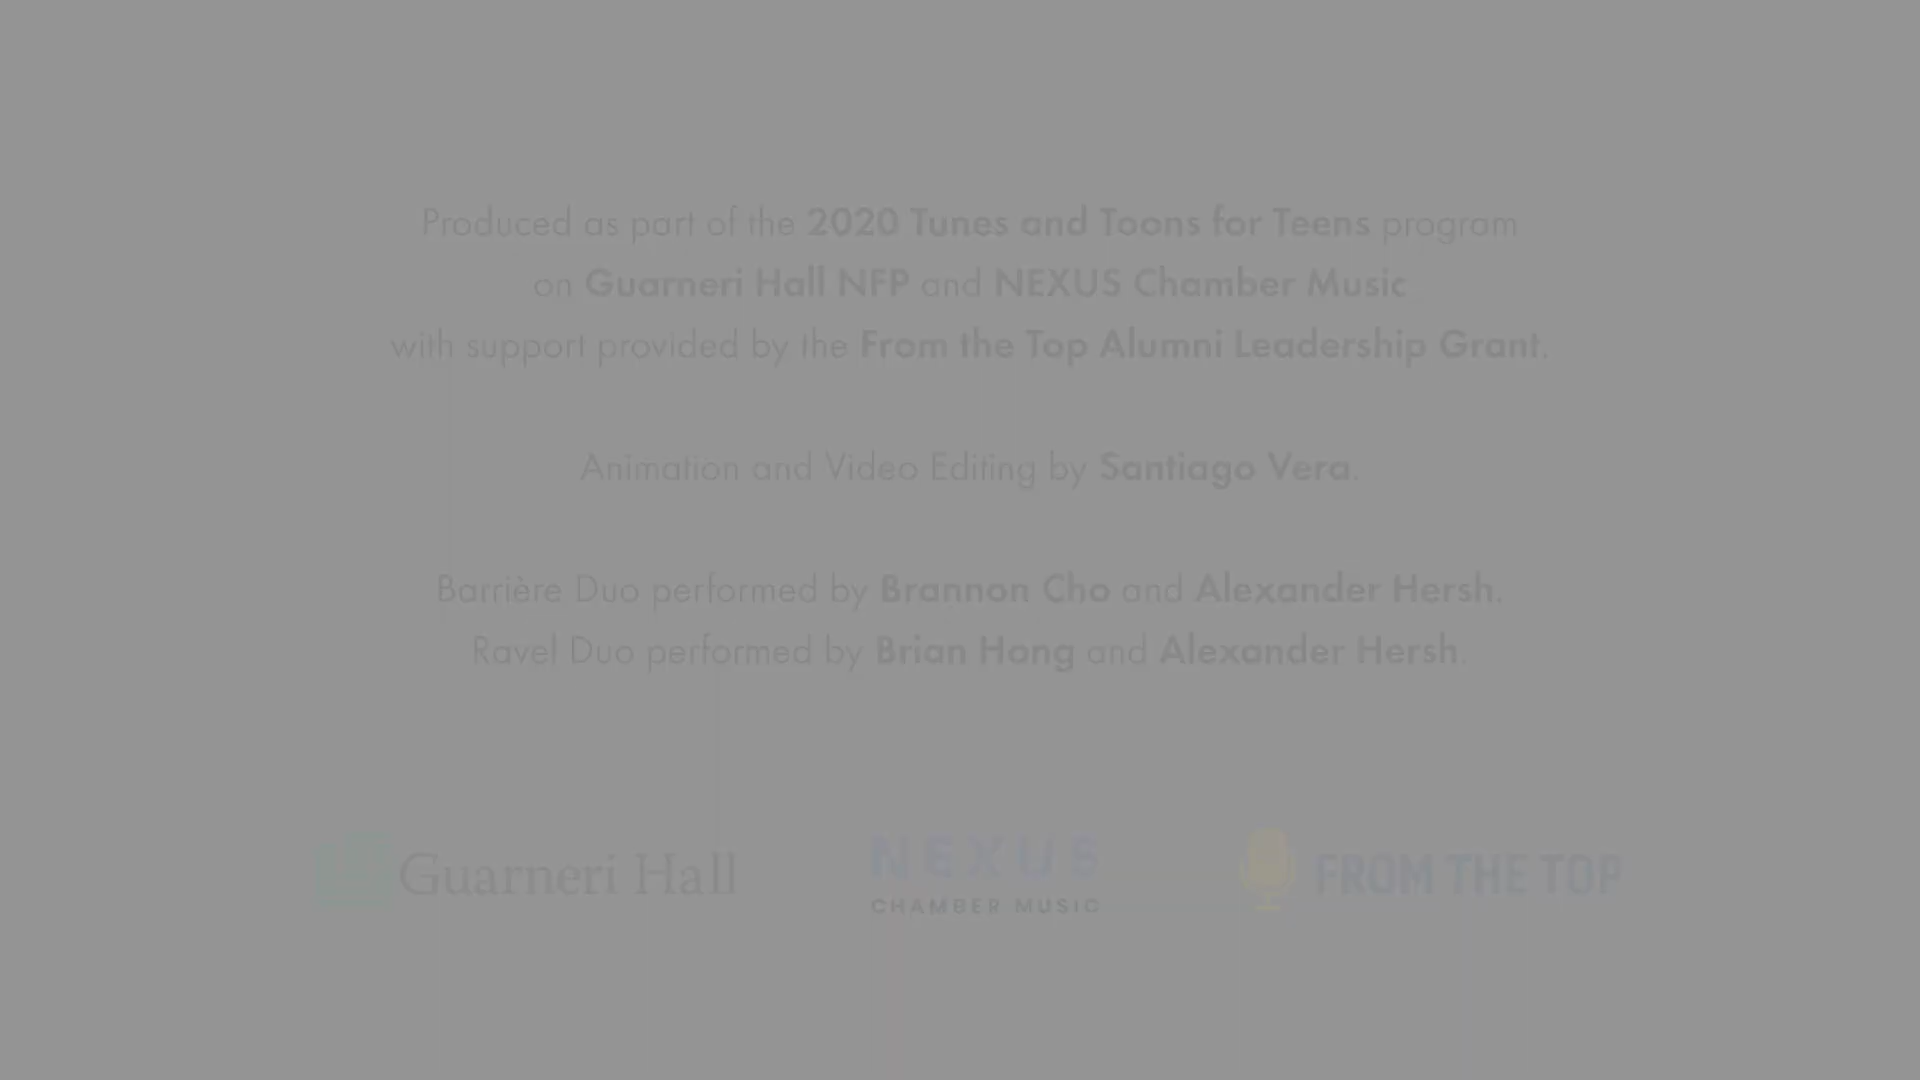 Produced as part of the 2020 Tunes and Toons for Teens program
on Guarneri Hall NFP and NEXUS Chamber Music
with support provided by the From the Top Alumni Leadership Grant.
Animation and Video Editing by Santiago Vera.
Barrière Duo performed by Brannon Cho and Alexander Hersh.
Ravel Duo performed by Brian Hong and Alexander Hersh.
Guarneri Hall
NEXUS
CHAMBER MUSIC
FROM THE TOP